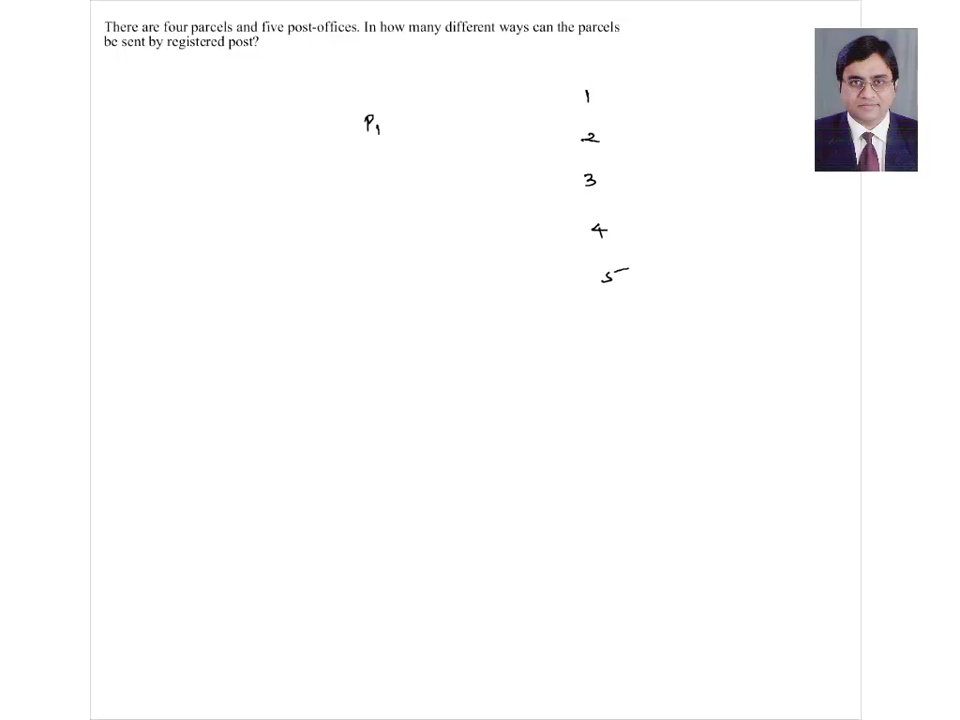 There are four parcels and five post-offices. In how many different ways can the parcels
be sent by registered post?
1
P1
2
3
4
5